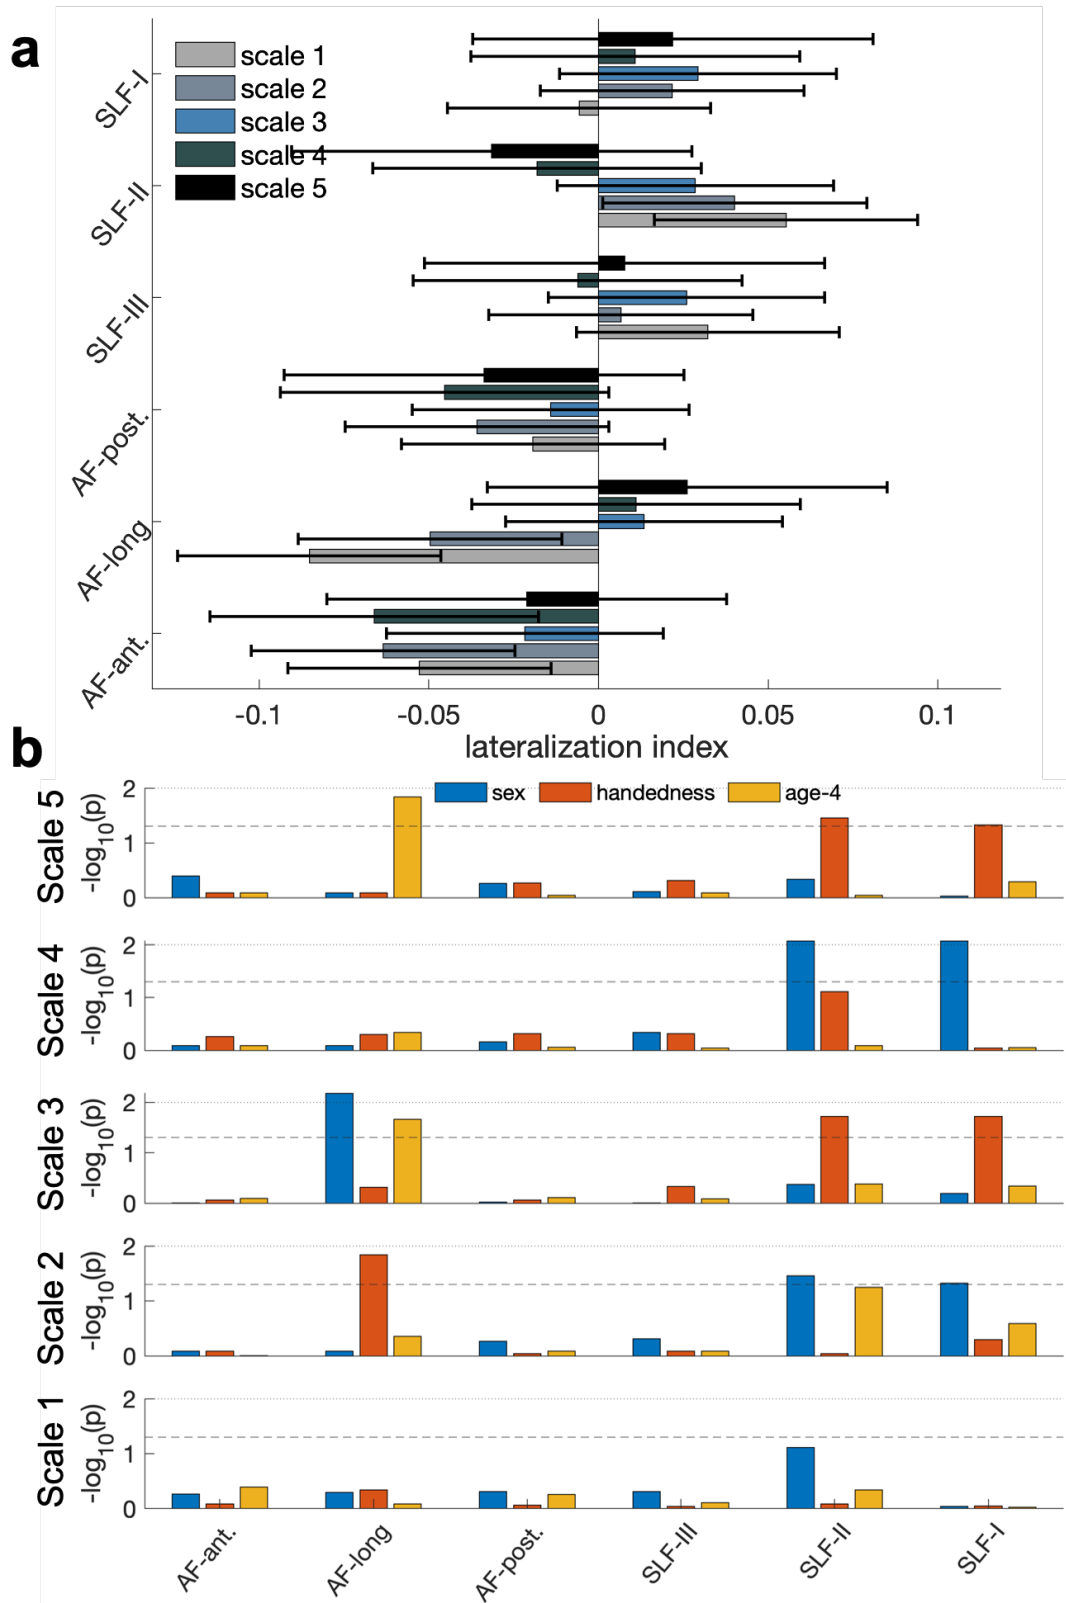 a
scale 1
scale 2
scale 3
scale 4
scale 5
SLF-I
SLF-II
SLF-III
AF-post.
AF-long
AF-ant.
-0.1 -0.05 0 0.05 0.1
lateralization index
b
sex handedness age-4
Scale 5
-log10(p)
2
1
0
Scale 4
-log10(p)
2
1
0
Scale 3
-log10(p)
2
1
0
Scale 2
-log10(p)
2
1
0
Scale 1
-log10(p)
2
1
0
AF-ant. AF-long AF-post. SLF-III SLF-II SLF-I